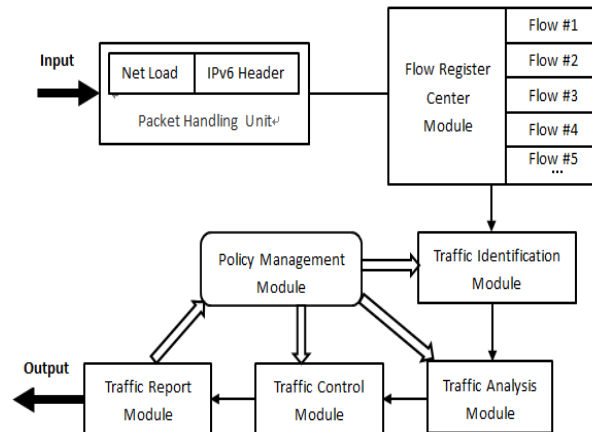 Input
Net Load
IPv6 Header
Packet Handling Unit
Flow Register
Center
Module
Flow #1
Flow #2
Flow #3
Flow #4
Flow #5
...
Policy Management
Module
Traffic Identification
Module
Output
Traffic Report
Module
Traffic Control
Module
Traffic Analysis
Module